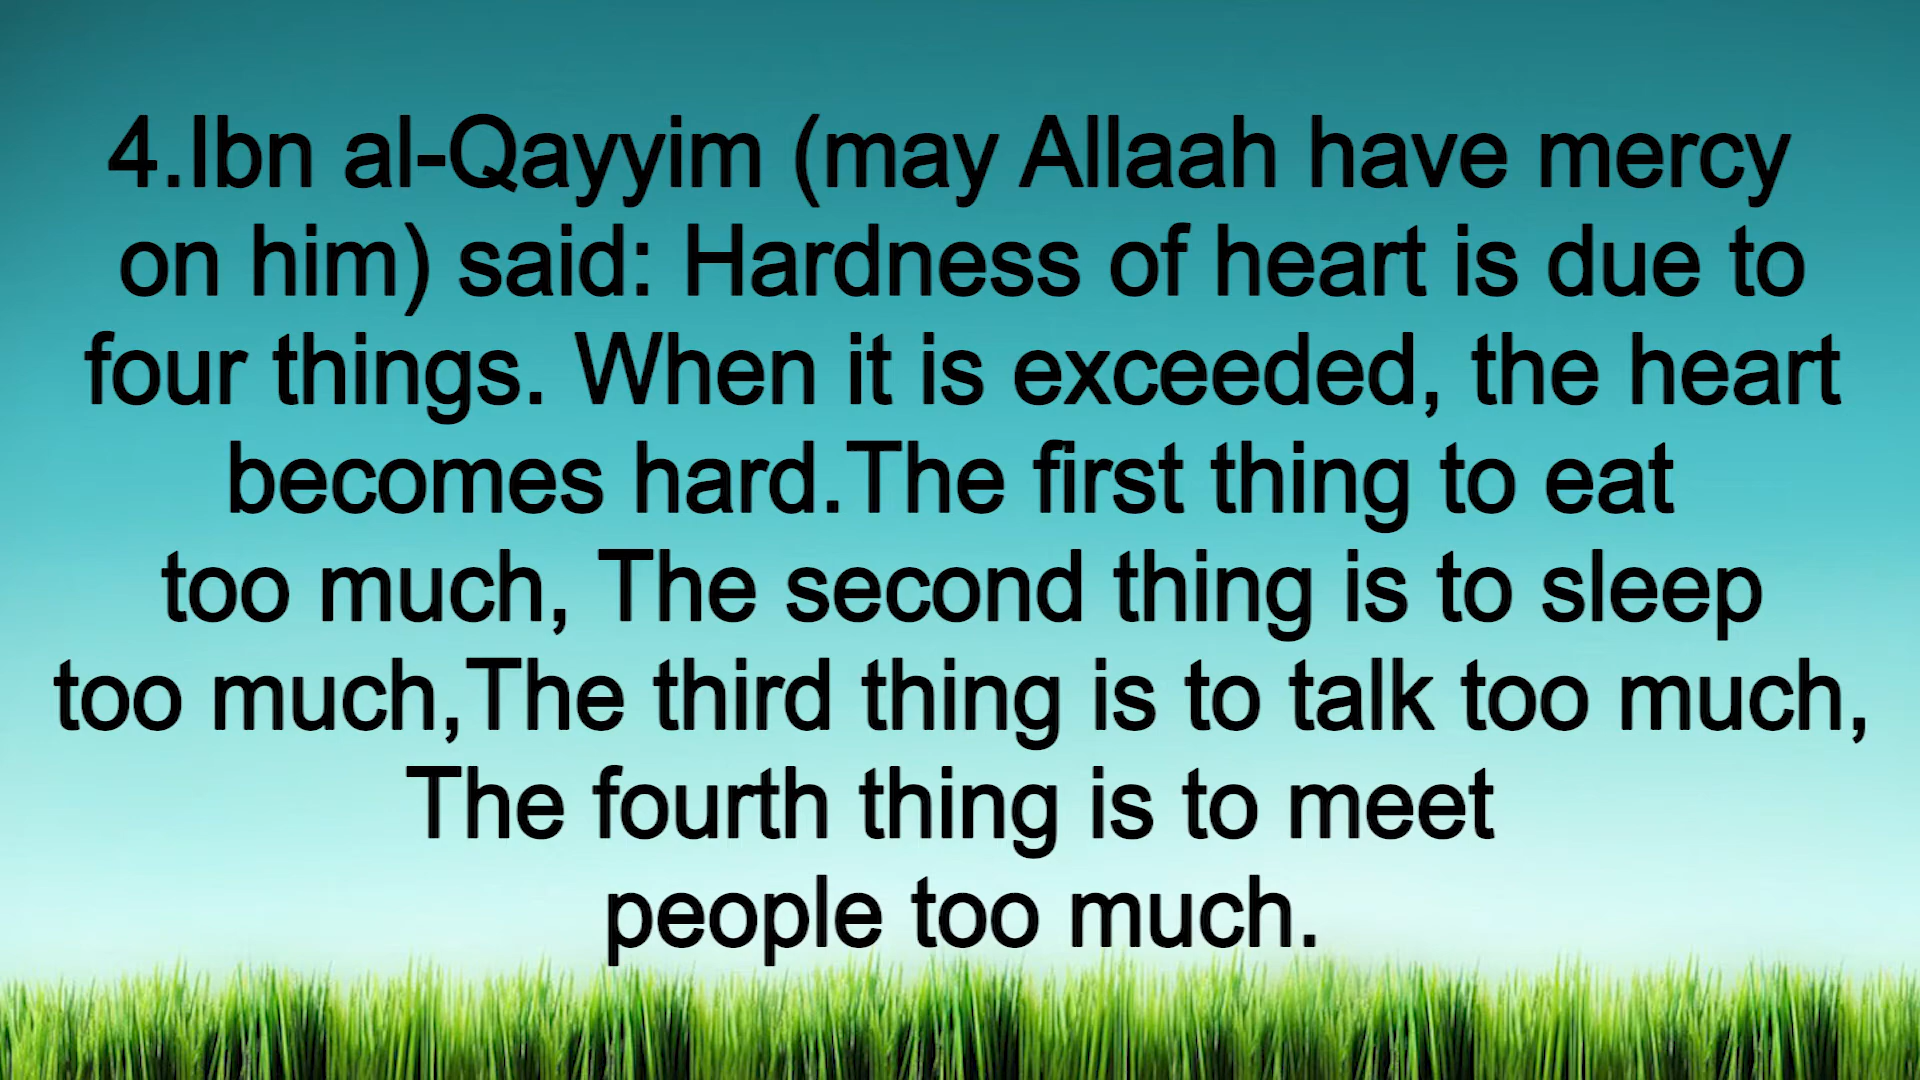 4.Ibn al-Qayyim (may Allaah have mercy
on him) said: Hardness of heart is due to
four things. When it is exceeded, the heart
becomes hard.The first thing to eat
too much, The second thing is to sleep
too much,The third thing is to talk too much,
The fourth thing is to meet
people too much.